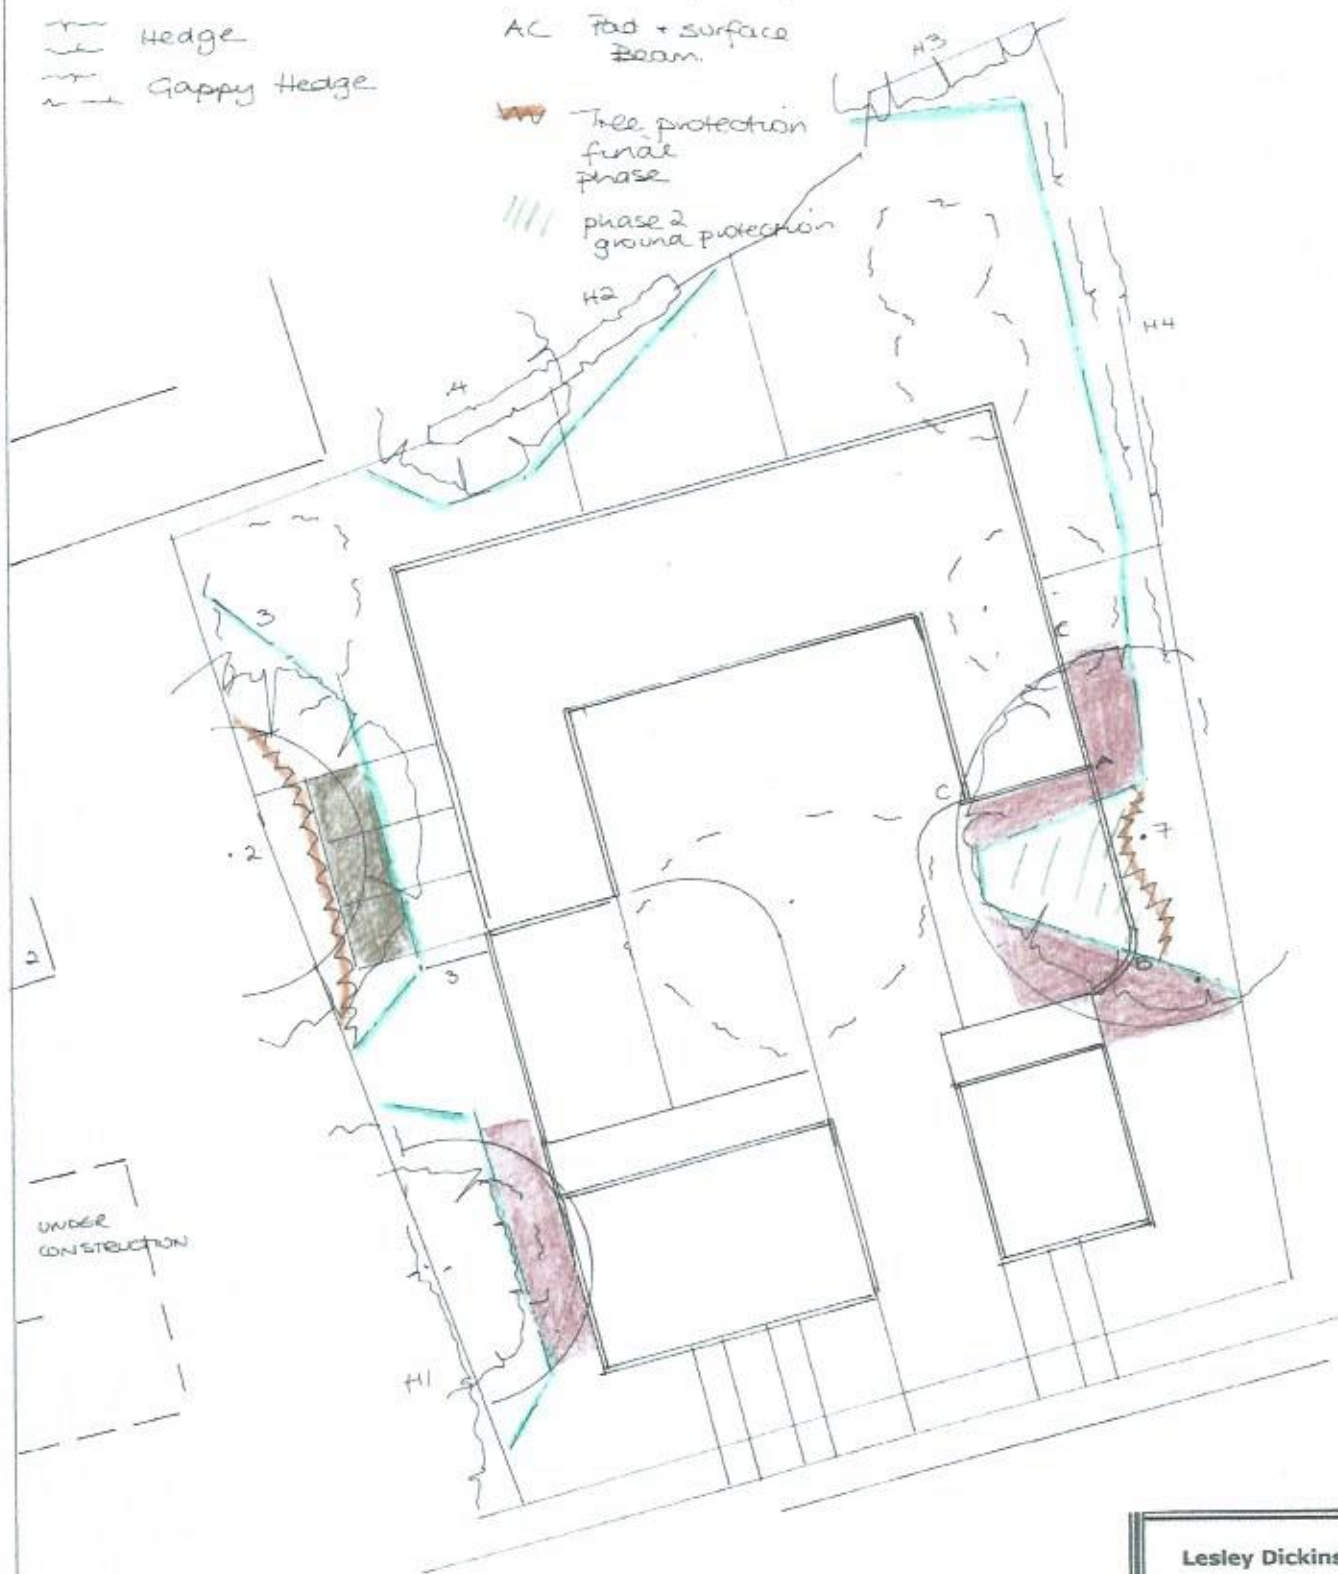 Hedge
Gappy Hedge
AC Pad + surface
Beam.
Tree protection
final
phase
phase 2
ground protection
H3
H2
H4
4
3
2
2
3
C
A
C
7
B
UNDER
CONSTRUCTION
H1
Lesley Dickins